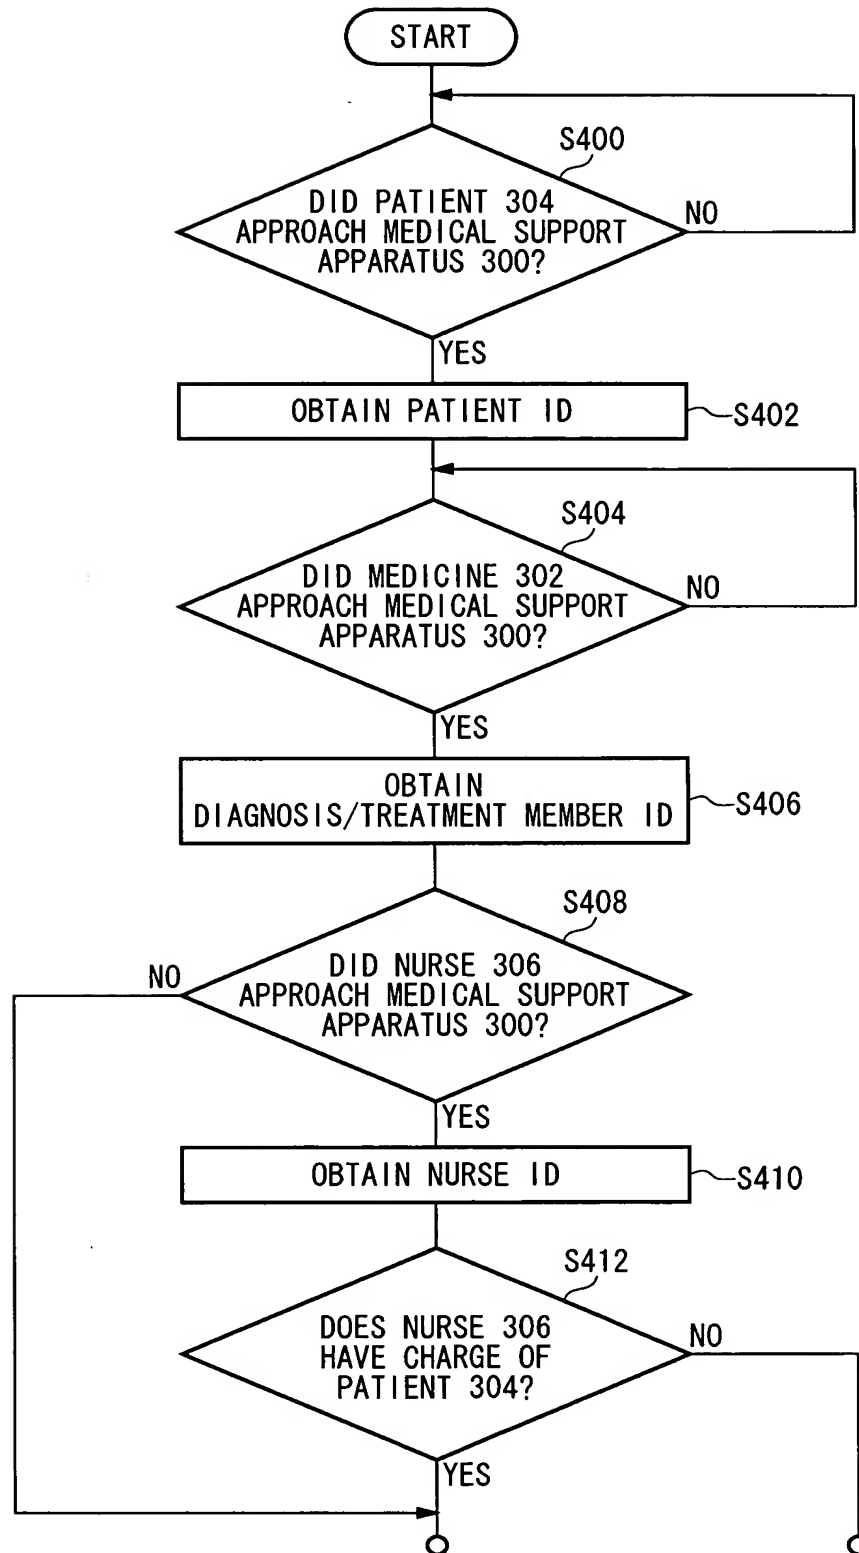 START
S400
DID PATIENT 304
APPROACH MEDICAL SUPPORT
APPARATUS 300?
NO
YES
OBTAIN PATIENT ID
S402
S404
DID MEDICINE 302
APPROACH MEDICAL SUPPORT
APPARATUS 300?
NO
YES
OBTAIN
DIAGNOSIS/TREATMENT MEMBER ID
S406
S408
NO
DID NURSE 306
APPROACH MEDICAL SUPPORT
APPARATUS 300?
YES
OBTAIN NURSE ID
S410
S412
DOES NURSE 306
HAVE CHARGE OF
PATIENT 304?
NO
YES